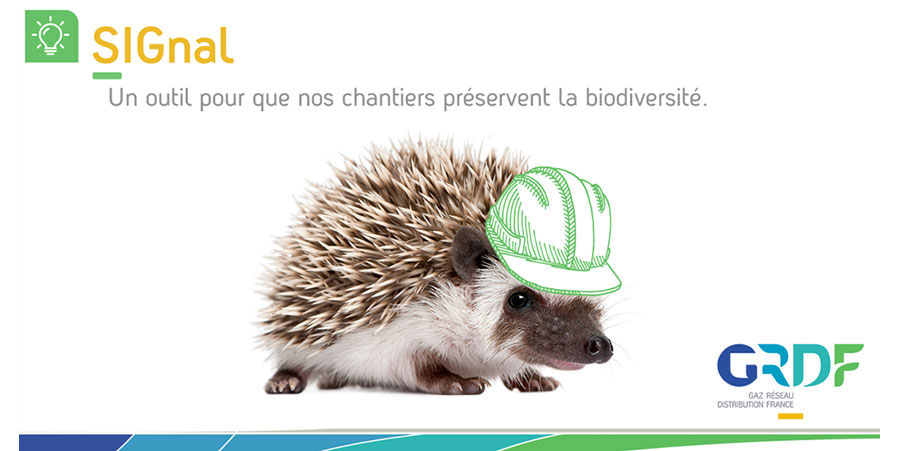 SIGnal
Un outil pour que nos chantiers préservent la biodiversité.
GRDF
GAZ RÉSEAU
DISTRIBUTION FRANCE